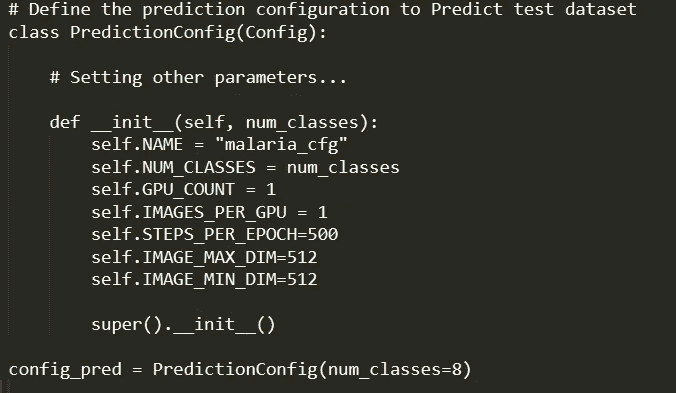 # Define the prediction configuration to Predict test dataset
class PredictionConfig(Config):
# Setting other parameters...
def __init__(self, num_classes):
self.NAME = "malaria_cfg"
self.NUM_CLASSES = num_classes
self.GPU_COUNT = 1
self.IMAGES_PER_GPU = 1
self.STEPS_PER_EPOCH=500
self.IMAGE_MAX_DIM=512
self.IMAGE_MIN_DIM=512
super().__init__()
config_pred = PredictionConfig(num_classes=8)